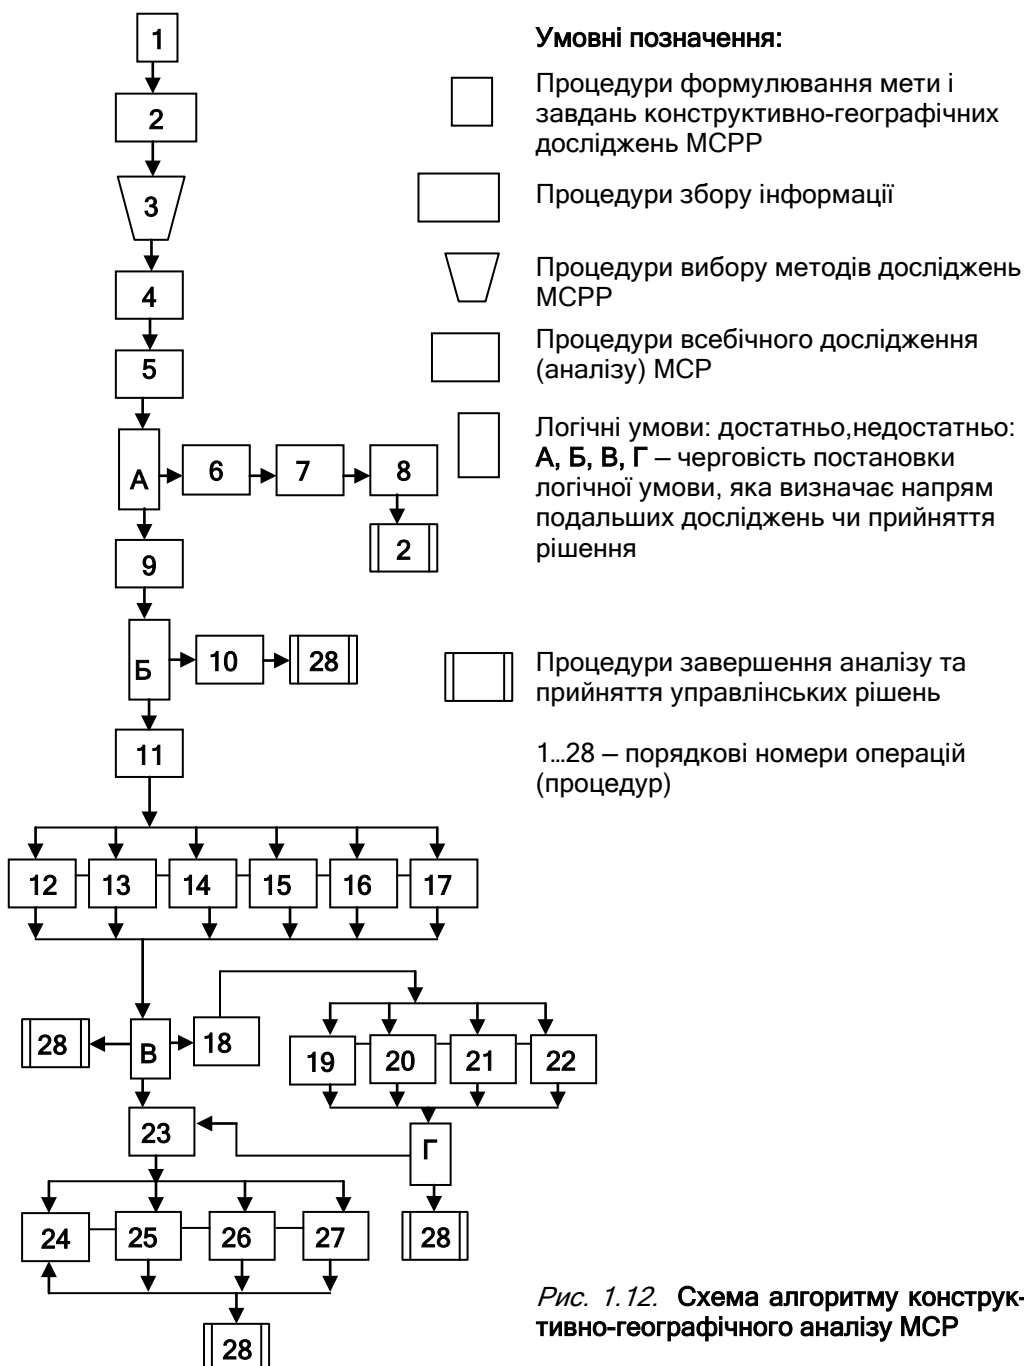 1
Умовні позначення:
Процедури формулювання мети і
завдань конструктивно-географічних
досліджень МСРР
2
Процедури збору інформації
3
Процедури вибору методів досліджень
МСРР
4
Процедури всебічного дослідження
(аналізу) МСР
5
А 6 7 8
Логічні умови: достатньо,недостатньо:
А, Б, В, Г – черговість постановки
логічної умови, яка визначає напрям
подальших досліджень чи прийняття
рішення
2
9
Б 10 28
Процедури завершення аналізу та
прийняття управлінських рішень
11
1...28 – порядкові номери операцій
(процедур)
12 13 14 15 16 17
28 В 18
19 20 21 22
23 Г
24 25 26 27 28
28
Рис. 1.12. Схема алгоритму конструк-
тивно-географічного аналізу МСР